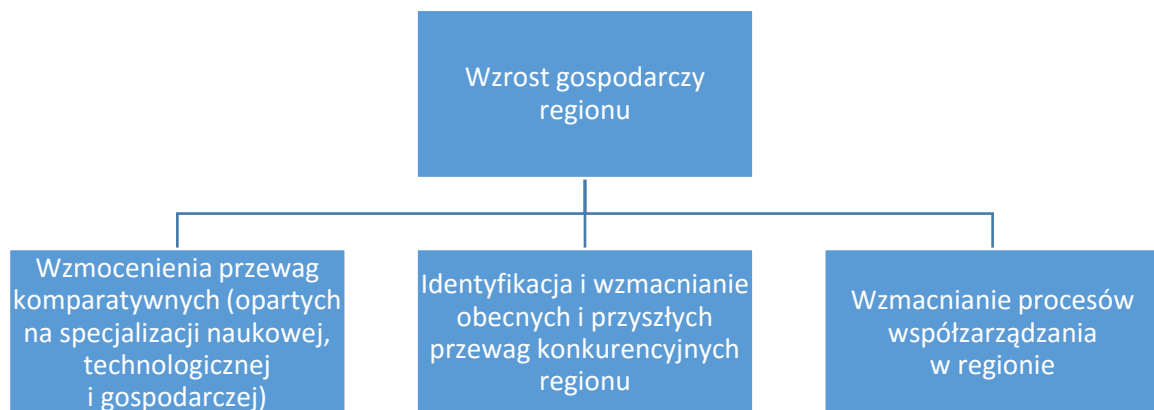 Wzrost gospodarczy
regionu
Wzmocenienia przewag
komparatywnych (opartych
na specjalizacji naukowej,
technologicznej
i gospodarczej)
Identyfikacja i wzmacnianie
obecnych i przyszłych
przewag konkurencyjnych
regionu
Wzmacnianie procesów
współzarządzania
w regionie